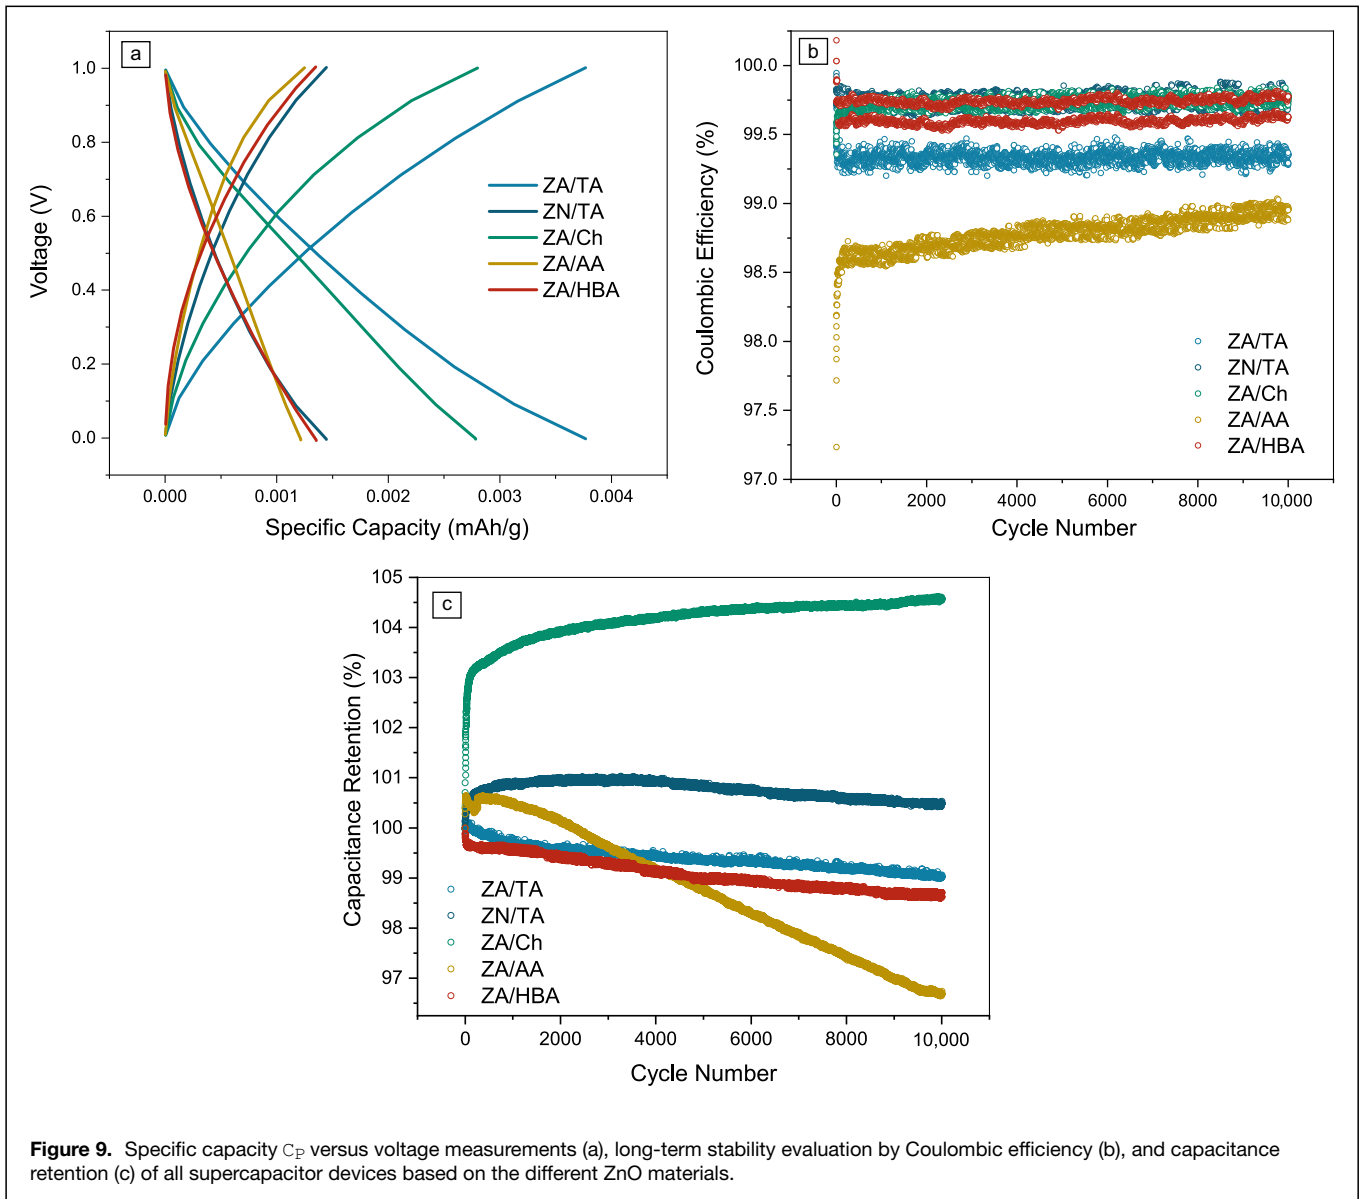 a
1.0
0.8
0.6
0.4
0.2
0.0
Voltage (V)
ZA/TA
ZN/TA
ZA/Ch
ZA/AA
ZA/HBA
0.000 0.001 0.002 0.003 0.004
Specific Capacity (mAh/g)
b
100.0
99.5
99.0
98.5
98.0
97.5
97.0
Coulombic Efficiency (%)
ZA/TA
ZN/TA
ZA/Ch
ZA/AA
ZA/HBA
0 2000 4000 6000 8000 10,000
Cycle Number
c
105
104
103
102
101
100
99
98
97
Capacitance Retention (%)
ZA/TA
ZN/TA
ZA/Ch
ZA/AA
ZA/HBA
0 2000 4000 6000 8000 10,000
Cycle Number
Figure 9. Specific capacity CP versus voltage measurements (a), long-term stability evaluation by Coulombic efficiency (b), and capacitance
retention (c) of all supercapacitor devices based on the different ZnO materials.